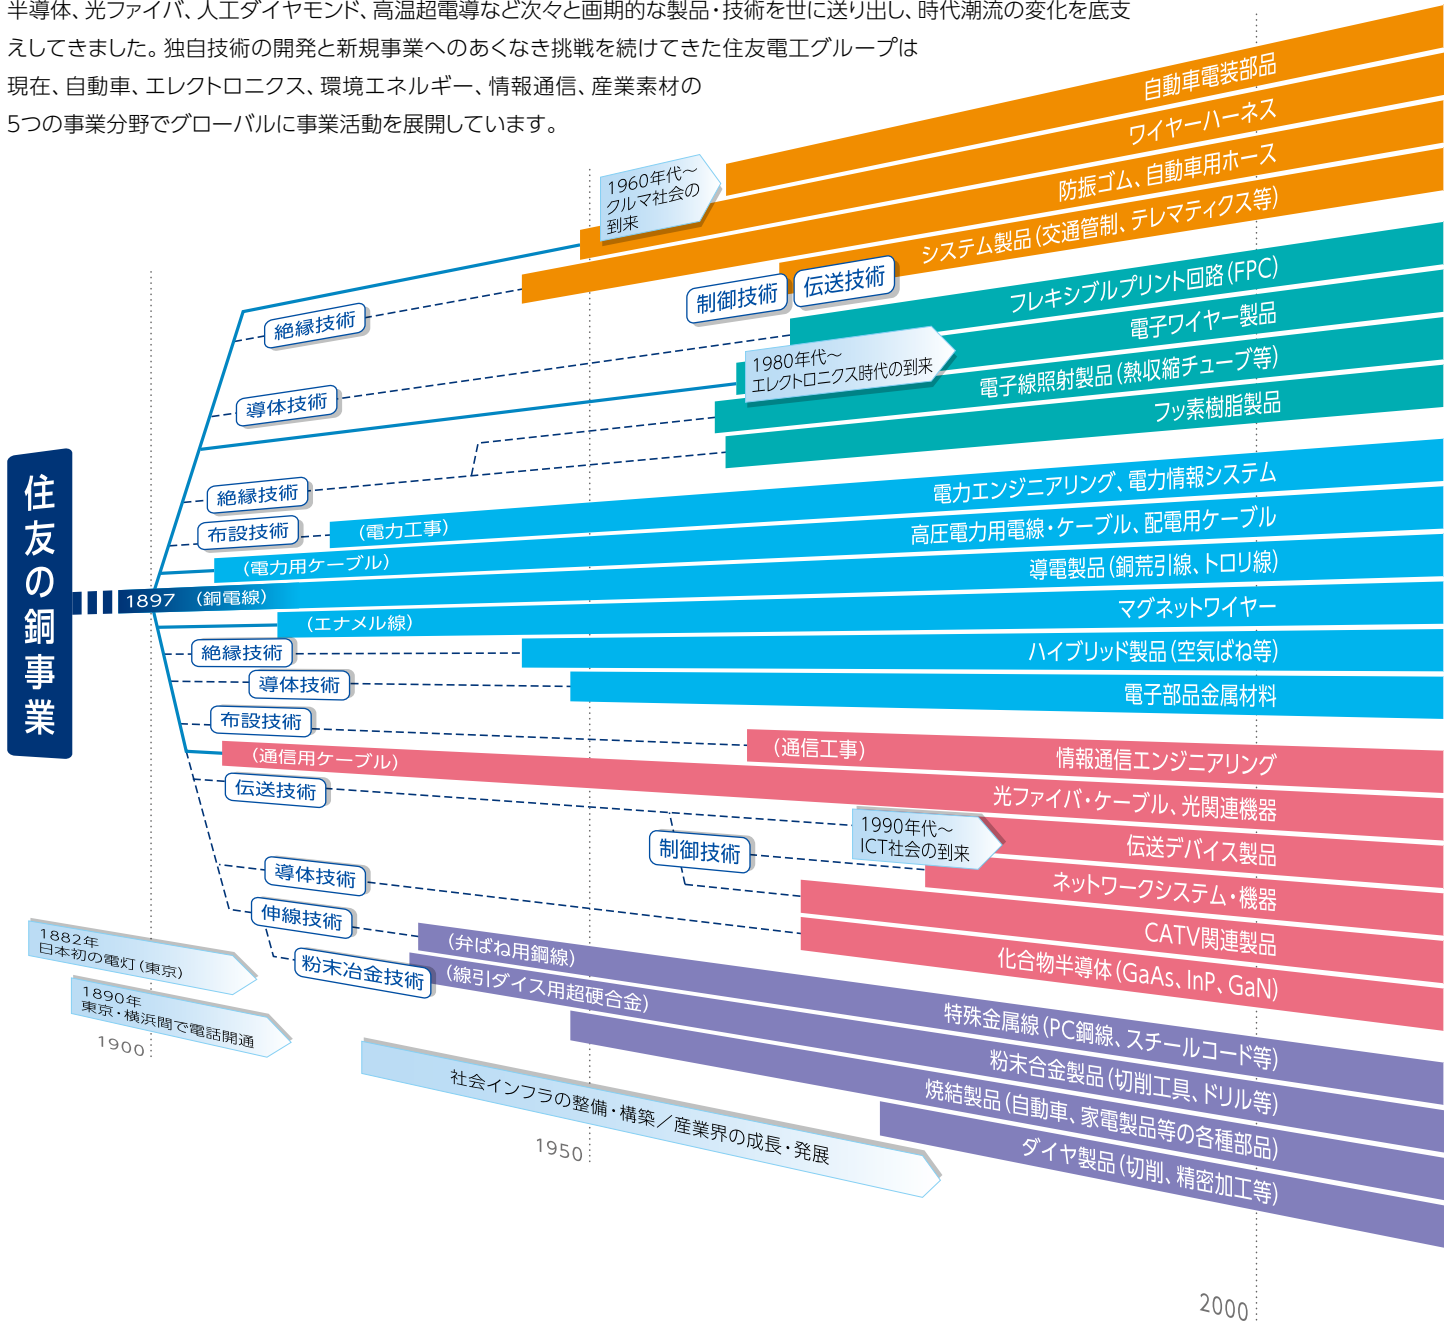 半導体、光ファイバ、人工ダイヤモンド、高温超電導など次々と画期的な製品・技術を世に送り出し、時代潮流の変化を底支
えしてきました。独自技術の開発と新規事業へのあくなき挑戦を続けてきた住友電工グループは
現在、自動車、エレクトロニクス、環境エネルギー、情報通信、産業素材の
5つの事業分野でグローバルに事業活動を展開しています。
自動車電装部品
ワイヤーハーネス
防振ゴム、自動車用ホース
システム製品（交通管制、テレマティクス等）
1960年代～
クルマ社会の
到来
制御技術
伝送技術
絶縁技術
フレキシブルプリント回路（FPC）
電子ワイヤー製品
1980年代～
エレクトロニクス時代の到来
電子線照射製品（熱収縮チューブ等）
フッ素樹脂製品
導体技術
絶縁技術
布設技術
（電力工事）
電力エンジニアリング、電力情報システム
（電力用ケーブル）
高圧電力用電線・ケーブル、配電用ケーブル
住友の銅事業
1897
（銅電線）
導電製品（銅荒引線、トロリ線）
（エナメル線）
マグネットワイヤー
絶縁技術
ハイブリッド製品（空気ばね等）
導体技術
電子部品金属材料
布設技術
（通信工事）
情報通信エンジニアリング
（通信用ケーブル）
光ファイバ・ケーブル、光関連機器
伝送技術
1990年代～
ICT社会の到来
伝送デバイス製品
制御技術
ネットワークシステム・機器
導体技術
CATV関連製品
化合物半導体（GaAs、InP、GaN）
伸線技術
（弁ばね用鋼線）
特殊金属線（PC鋼線、スチールコード等）
粉末冶金技術
（線引ダイス用超硬合金）
粉末合金製品（切削工具、ドリル等）
焼結製品（自動車、家電製品等の各種部品）
ダイヤ製品（切削、精密加工等）
1882年
日本初の電灯（東京）
1890年
東京・横浜間で電話開通
社会インフラの整備・構築／産業界の成長・発展
1900
1950
2000